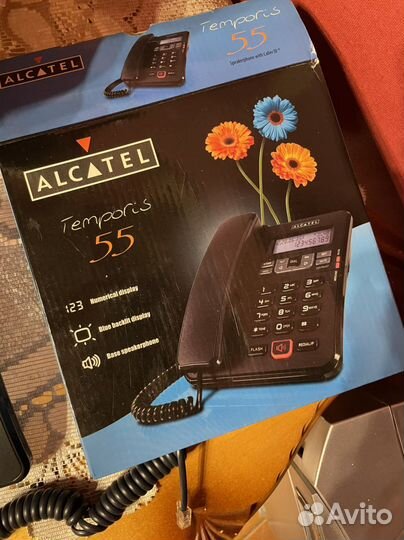 ALCATEL
Temporis
55
Speakerphone with Caller ID
ALCATEL
Temporis
55
123 Numerical display
Blue backlit display
Base speakerphone
ALCATEL
FLASH
REDIAL/P
Avito